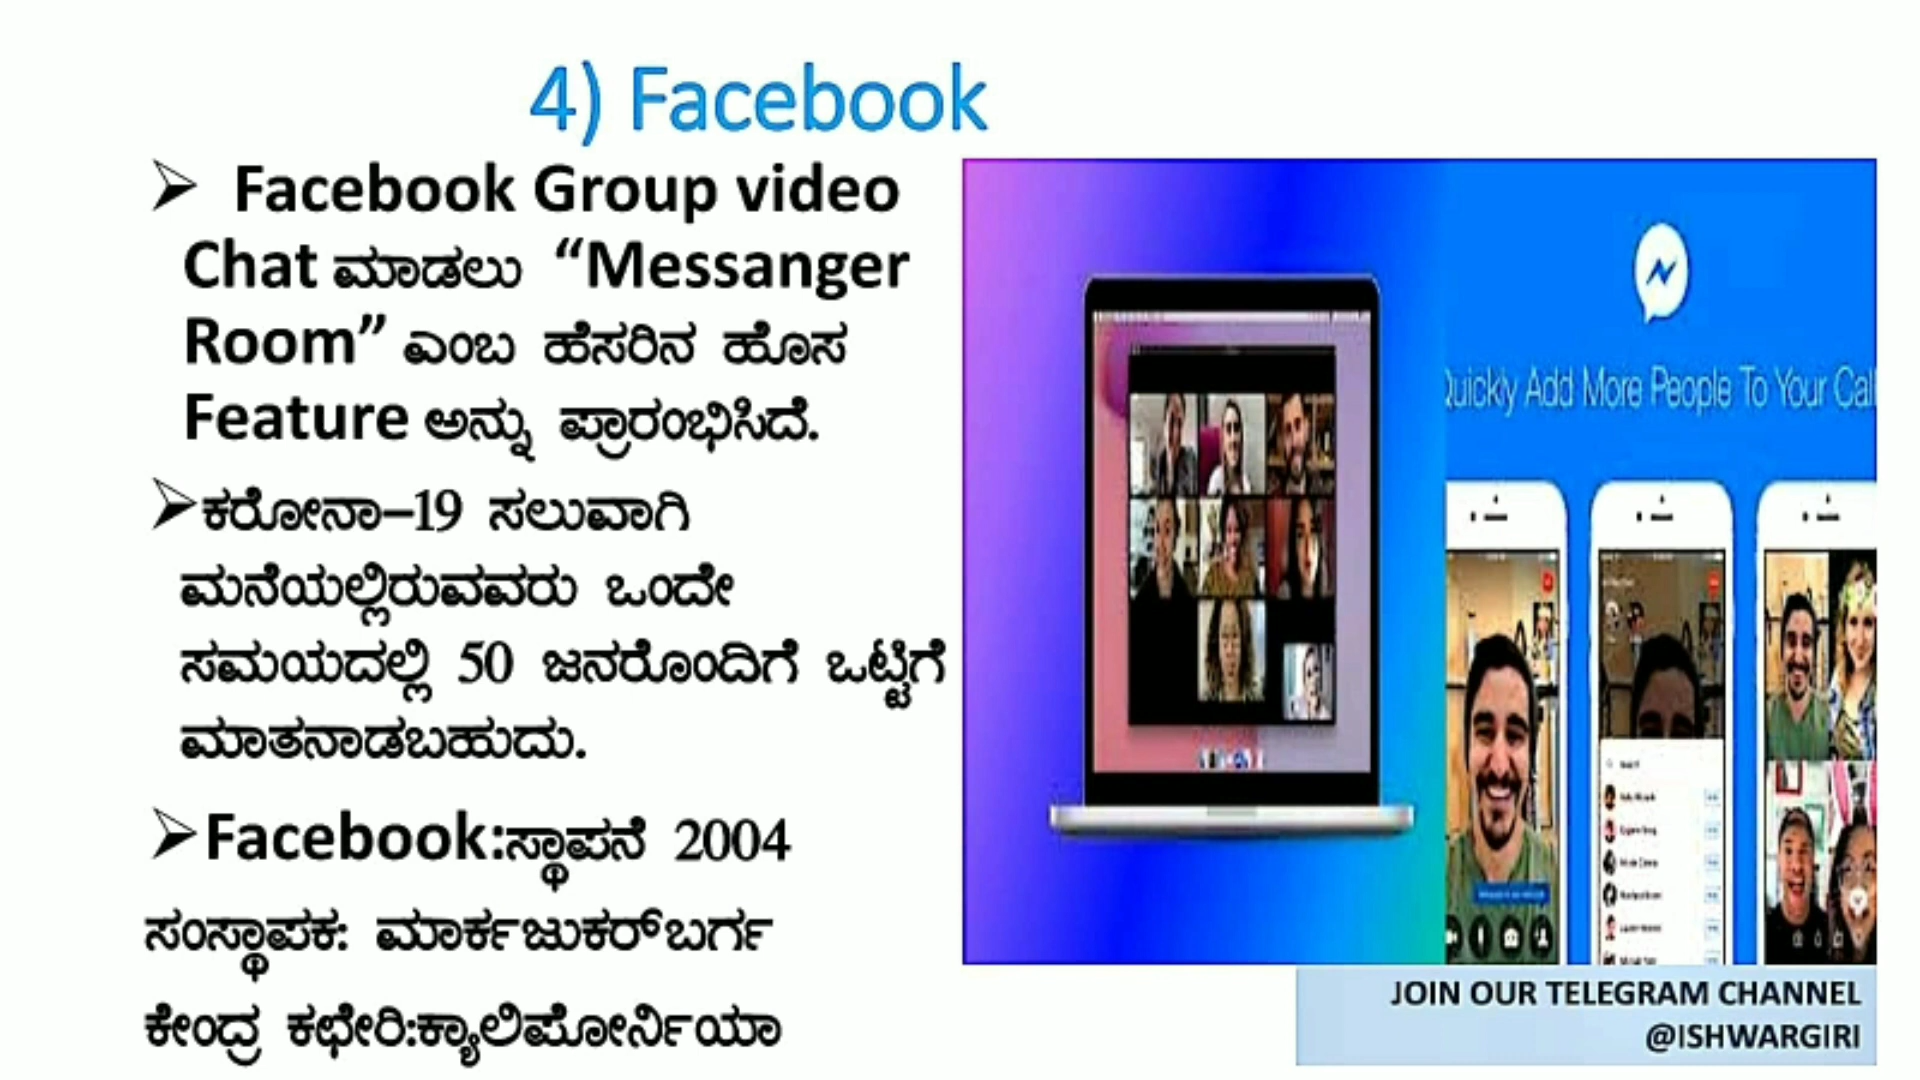 4) Facebook
➢ Facebook Group video
Chat ಮಾಡಲು “Messanger
Room” ಎಂಬ ಹೆಸರಿನ ಹೊಸ
Feature ಅನ್ನು ಪ್ರಾರಂಭಿಸಿದೆ.
➢ಕರೋನಾ–19 ಸಲುವಾಗಿ
ಮನೆಯಲ್ಲಿರುವವರು ಒಂದೇ
ಸಮಯದಲ್ಲಿ 50 ಜನರೊಂದಿಗೆ ಒಟ್ಟಿಗೆ
ಮಾತನಾಡಬಹುದು.
➢Facebook:ಸ್ಥಾಪನೆ 2004
ಸಂಸ್ಥಾಪಕ: ಮಾರ್ಕಜುಕರ್‌ಬರ್ಗ
ಕೇಂದ್ರ ಕಛೇರಿ:ಕ್ಯಾಲಿಫೋರ್ನಿಯಾ
Quickly Add More People To Your Call
JOIN OUR TELEGRAM CHANNEL
@ISHWARGIRI